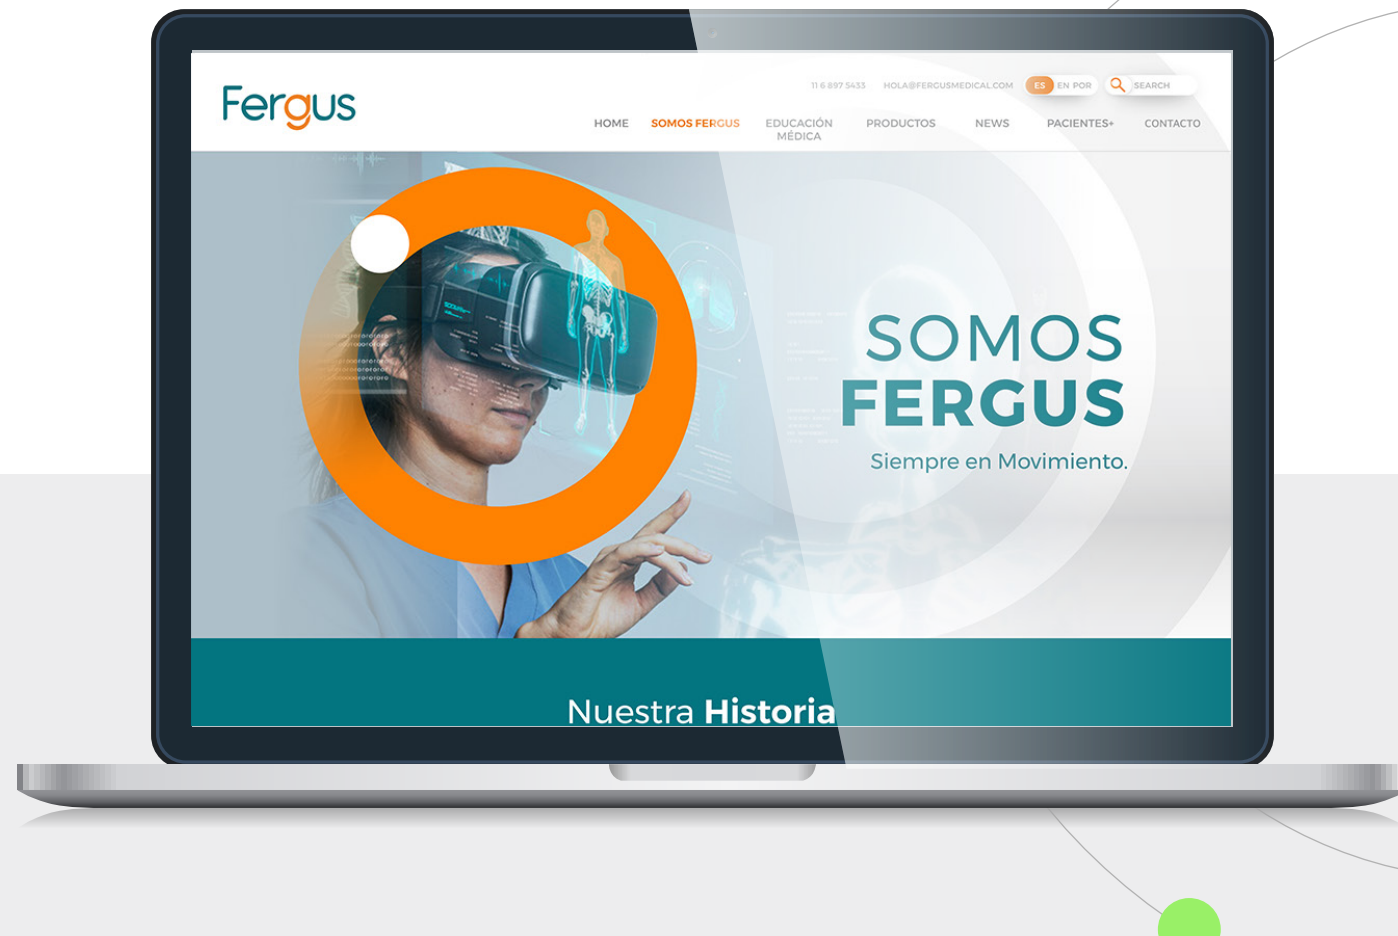 Fergus
11 6 897 5433 HOLA@FERGUSMEDICAL.COM ES EN POR SEARCH
HOME SOMOS FERGUS EDUCACIÓN MÉDICA PRODUCTOS NEWS PACIENTES+ CONTACTO
SOMOS
FERGUS
Siempre en Movimiento.
Nuestra Historia